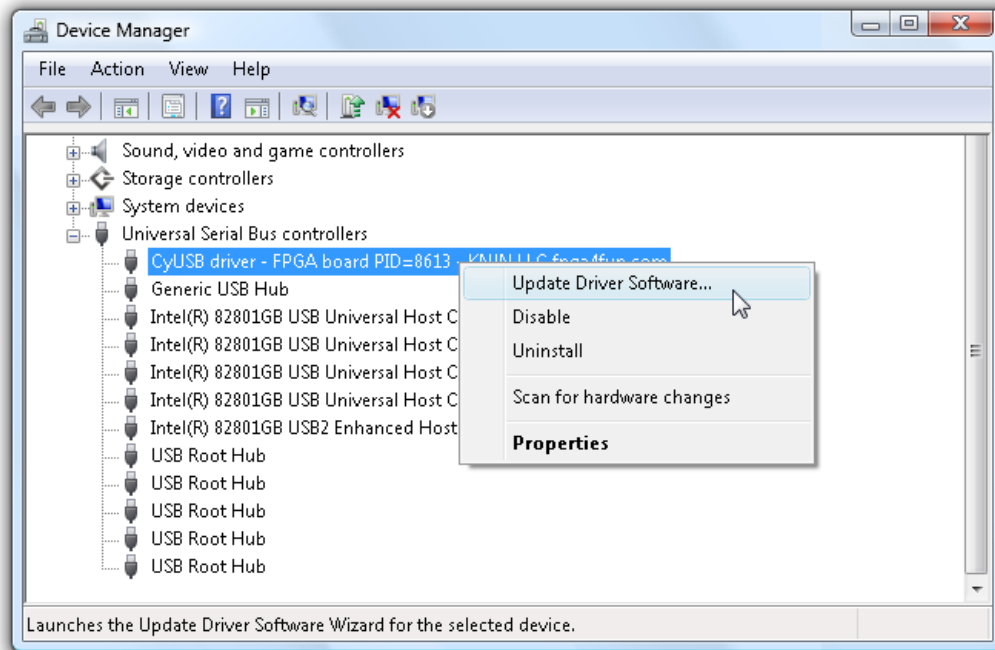 Device Manager
File Action View Help
Sound, video and game controllers
Storage controllers
System devices
Universal Serial Bus controllers
CyUSB driver - FPGA board PID=8613 - KNJN LLC fpga4fun.com
Generic USB Hub
Intel(R) 82801GB USB Universal Host C
Intel(R) 82801GB USB Universal Host C
Intel(R) 82801GB USB Universal Host C
Intel(R) 82801GB USB Universal Host C
Intel(R) 82801GB USB2 Enhanced Host
USB Root Hub
USB Root Hub
USB Root Hub
USB Root Hub
USB Root Hub
Update Driver Software...
Disable
Uninstall
Scan for hardware changes
Properties
Launches the Update Driver Software Wizard for the selected device.